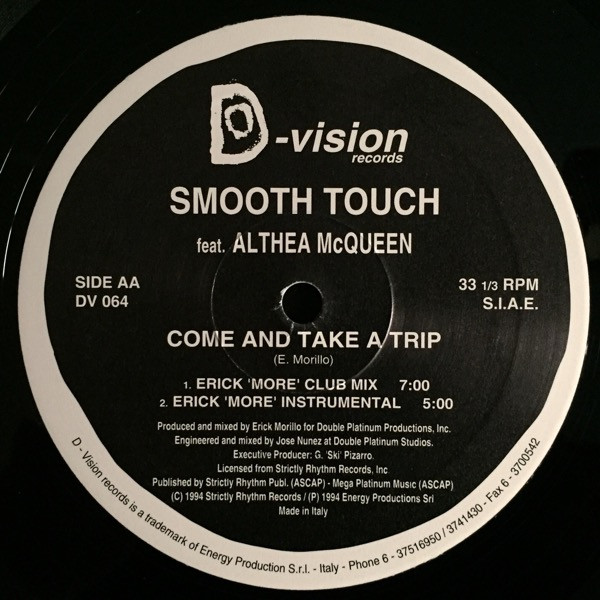 D-vision
records
SMOOTH TOUCH
feat. ALTHEA McQUEEN
SIDE AA
DV 064
33 1/3 RPM
S.I.A.E.
COME AND TAKE A TRIP
(E. Morillo)
1. ERICK 'MORE' CLUB MIX 7:00
2. ERICK 'MORE' INSTRUMENTAL 5:00
Produced and mixed by Erick Morillo for Double Platinum Productions, Inc.
Engineered and mixed by Jose Nunez at Double Platinum Studios.
Executive Producer: G. 'Ski' Pizarro.
Licensed from Strictly Rhythm Records, Inc
Published by Strictly Rhythm Publ. (ASCAP) - Mega Platinum Music (ASCAP)
(C) 1994 Strictly Rhythm Records / (P) 1994 Energy Productions Srl
Made in Italy
D - Vision records is a trademark of Energy Production S.r.l. - Italy - Phone 6 - 37516950 / 3741430 - Fax 6 - 3700542